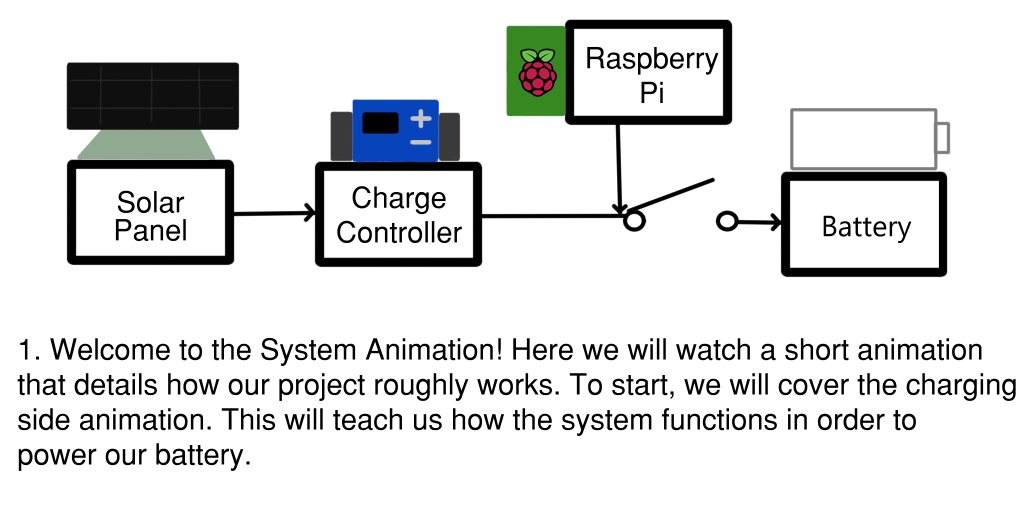 Raspberry
Pi
Solar
Panel
Charge
Controller
Battery
1. Welcome to the System Animation! Here we will watch a short animation
that details how our project roughly works. To start, we will cover the charging
side animation. This will teach us how the system functions in order to
power our battery.